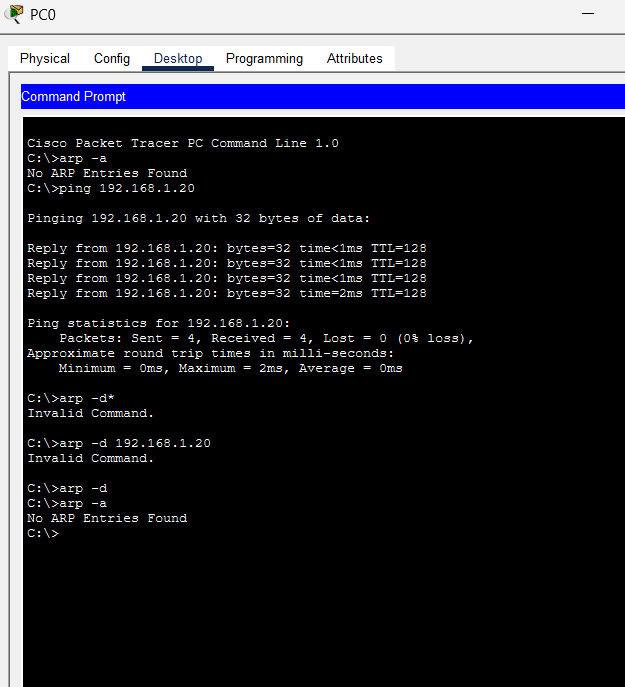 PC0
Physical Config Desktop Programming Attributes
Command Prompt
Cisco Packet Tracer PC Command Line 1.0
C:\>arp -a
No ARP Entries Found
C:\>ping 192.168.1.20
Pinging 192.168.1.20 with 32 bytes of data:
Reply from 192.168.1.20: bytes=32 time<1ms TTL=128
Reply from 192.168.1.20: bytes=32 time<1ms TTL=128
Reply from 192.168.1.20: bytes=32 time<1ms TTL=128
Reply from 192.168.1.20: bytes=32 time=2ms TTL=128
Ping statistics for 192.168.1.20:
Packets: Sent = 4, Received = 4, Lost = 0 (0% loss),
Approximate round trip times in milli-seconds:
Minimum = 0ms, Maximum = 2ms, Average = 0ms
C:\>arp -d*
Invalid Command.
C:\>arp -d 192.168.1.20
Invalid Command.
C:\>arp -d
C:\>arp -a
No ARP Entries Found
C:\>